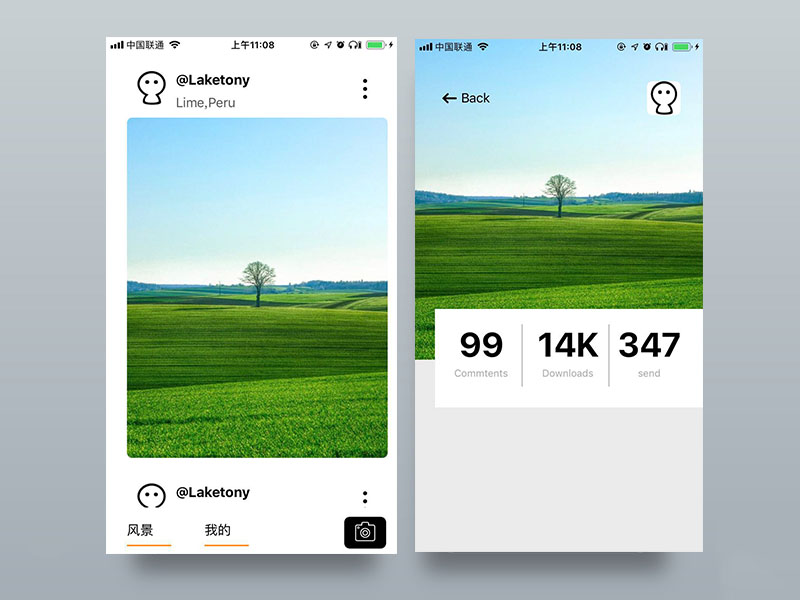 中国联通
上午11:08
@Laketony
Lime,Peru
@Laketony
风景
我的
中国联通
上午11:08
Back
99
14K
347
Commtents
Downloads
send